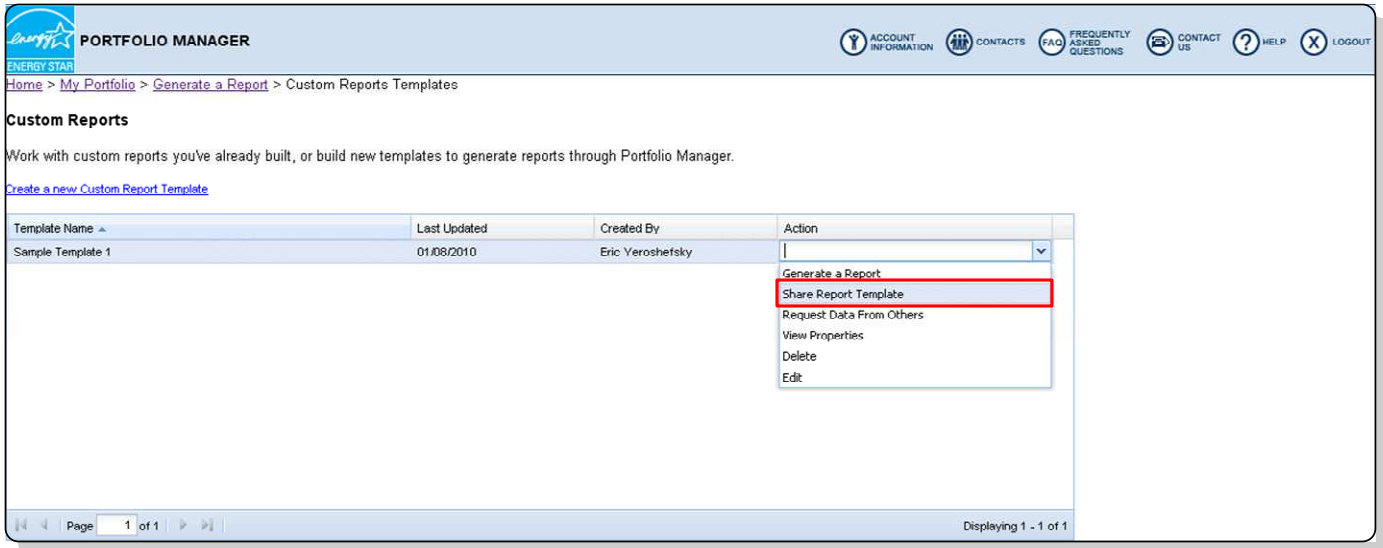 energy
ENERGY STAR
PORTFOLIO MANAGER
ACCOUNT
INFORMATION
CONTACTS
FAQ
FREQUENTLY
ASKED
QUESTIONS
CONTACT
US
?
HELP
X
LOGOUT
Home > My Portfolio > Generate a Report > Custom Reports Templates
Custom Reports
Work with custom reports you've already built, or build new templates to generate reports through Portfolio Manager.
Create a new Custom Report Template
Template Name Last Updated Created By Action
Sample Template 1 01/08/2010 Eric Yeroshefsky
Generate a Report
Share Report Template
Request Data From Others
View Properties
Delete
Edit
Page 1 of 1 Displaying 1 - 1 of 1